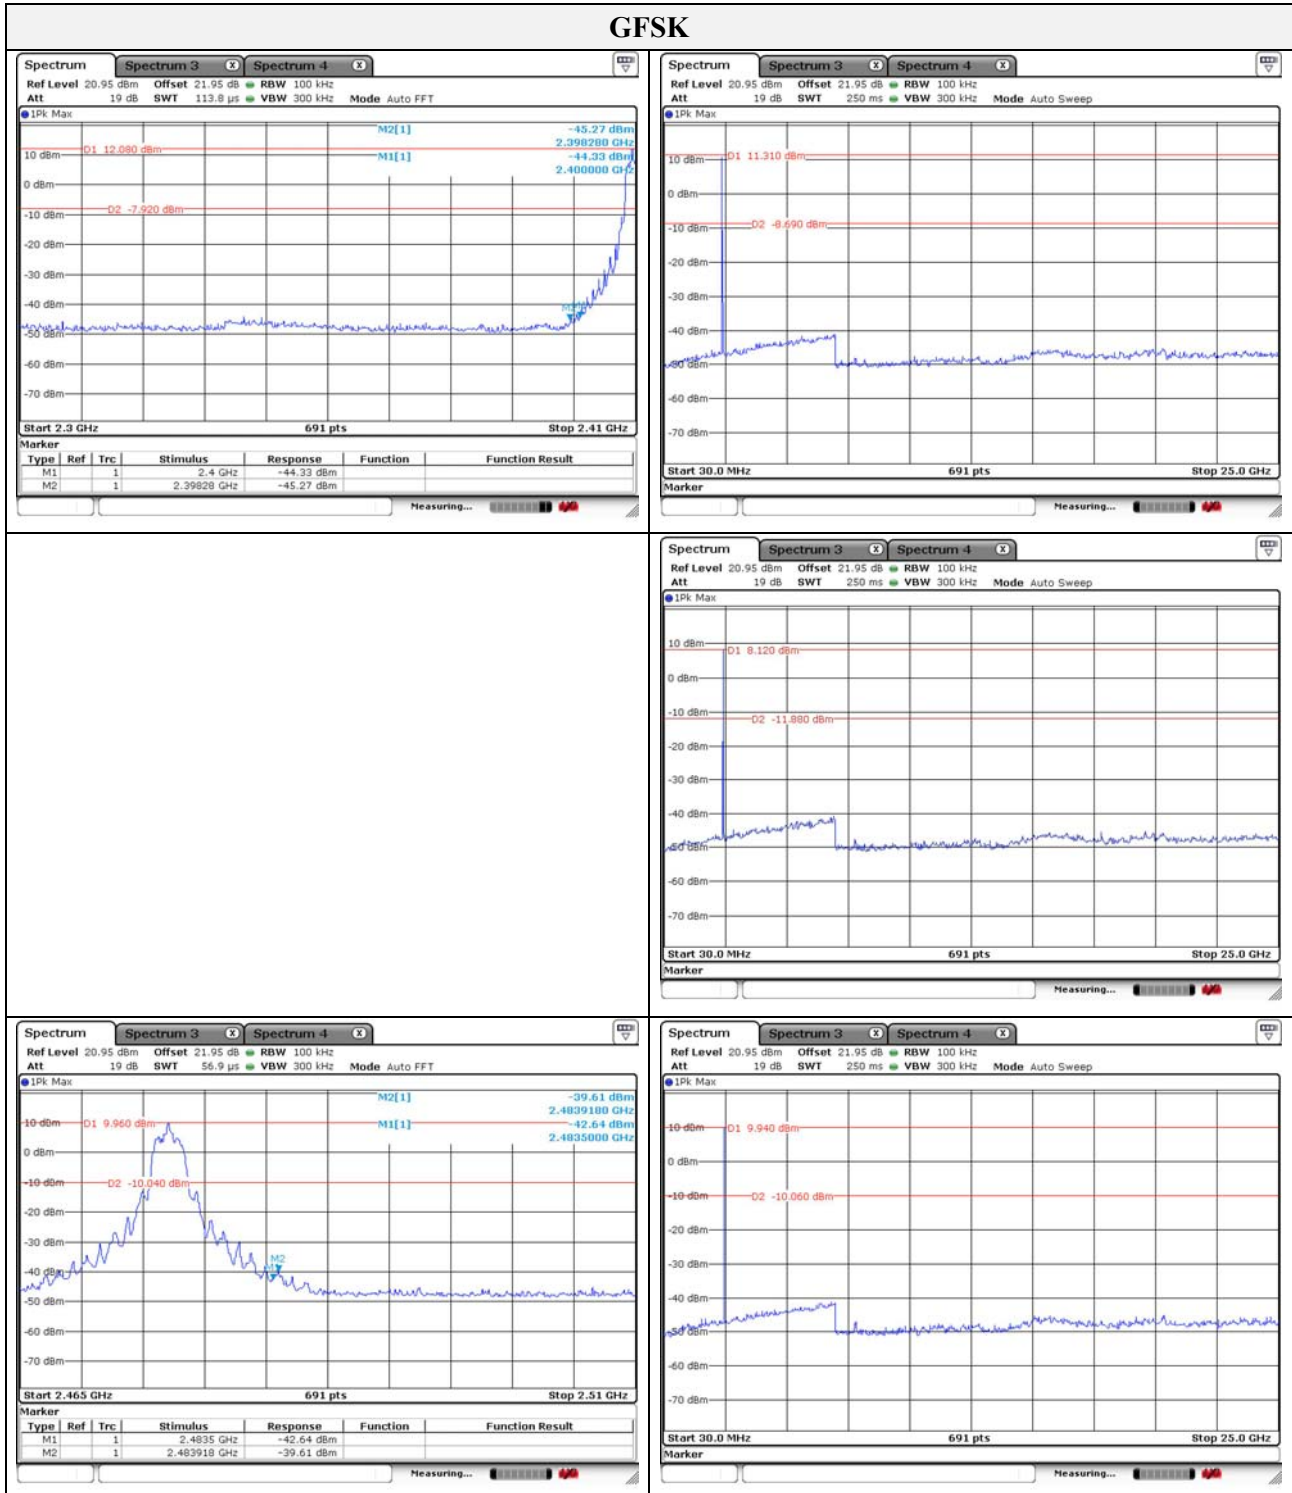 GFSK
Spectrum Spectrum 3 X Spectrum 4 X
Ref Level 20.95 dBm Offset 21.95 dB RBW 100 kHz
Att 19 dB SWT 113.8 µs VBW 300 kHz Mode Auto FFT
1Pk Max
M2[1] -45.27 dBm
2.398280 GHz
D1 12.080 dBm
M1[1] -44.33 dBm
2.400000 GHz
10 dBm
0 dBm
D2 -7.920 dBm
-10 dBm
-20 dBm
-30 dBm
-40 dBm
-50 dBm
-60 dBm
-70 dBm
Start 2.3 GHz 691 pts Stop 2.41 GHz
Marker
Type Ref Trc Stimulus Response Function Function Result
M1 1 2.4 GHz -44.33 dBm
M2 1 2.39828 GHz -45.27 dBm
Measuring...
Spectrum Spectrum 3 X Spectrum 4 X
Ref Level 20.95 dBm Offset 21.95 dB RBW 100 kHz
Att 19 dB SWT 250 ms VBW 300 kHz Mode Auto Sweep
1Pk Max
10 dBm
D1 11.310 dBm
0 dBm
D2 -8.690 dBm
-10 dBm
-20 dBm
-30 dBm
-40 dBm
-50 dBm
-60 dBm
-70 dBm
Start 30.0 MHz 691 pts Stop 25.0 GHz
Marker
Measuring...
Spectrum Spectrum 3 X Spectrum 4 X
Ref Level 20.95 dBm Offset 21.95 dB RBW 100 kHz
Att 19 dB SWT 250 ms VBW 300 kHz Mode Auto Sweep
1Pk Max
10 dBm
D1 8.120 dBm
0 dBm
-10 dBm
D2 -11.880 dBm
-20 dBm
-30 dBm
-40 dBm
-50 dBm
-60 dBm
-70 dBm
Start 30.0 MHz 691 pts Stop 25.0 GHz
Marker
Measuring...
Spectrum Spectrum 3 X Spectrum 4 X
Ref Level 20.95 dBm Offset 21.95 dB RBW 100 kHz
Att 19 dB SWT 56.9 µs VBW 300 kHz Mode Auto FFT
1Pk Max
M2[1] -39.61 dBm
2.4839180 GHz
10 dBm D1 9.960 dBm M1[1] -42.64 dBm
2.4835000 GHz
0 dBm
-10 dBm D2 -10.040 dBm
-20 dBm
-30 dBm
M2
-40 dBm
-50 dBm
-60 dBm
-70 dBm
Start 2.465 GHz 691 pts Stop 2.51 GHz
Marker
Type Ref Trc Stimulus Response Function Function Result
M1 1 2.4835 GHz -42.64 dBm
M2 1 2.483918 GHz -39.61 dBm
Measuring...
Spectrum Spectrum 3 X Spectrum 4 X
Ref Level 20.95 dBm Offset 21.95 dB RBW 100 kHz
Att 19 dB SWT 250 ms VBW 300 kHz Mode Auto Sweep
1Pk Max
10 dBm D1 9.940 dBm
0 dBm
-10 dBm D2 -10.060 dBm
-20 dBm
-30 dBm
-40 dBm
-50 dBm
-60 dBm
-70 dBm
Start 30.0 MHz 691 pts Stop 25.0 GHz
Marker
Measuring...